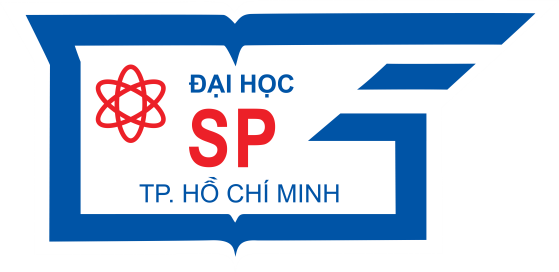 ĐẠI HỌC
SP
TP. HỒ CHÍ MINH